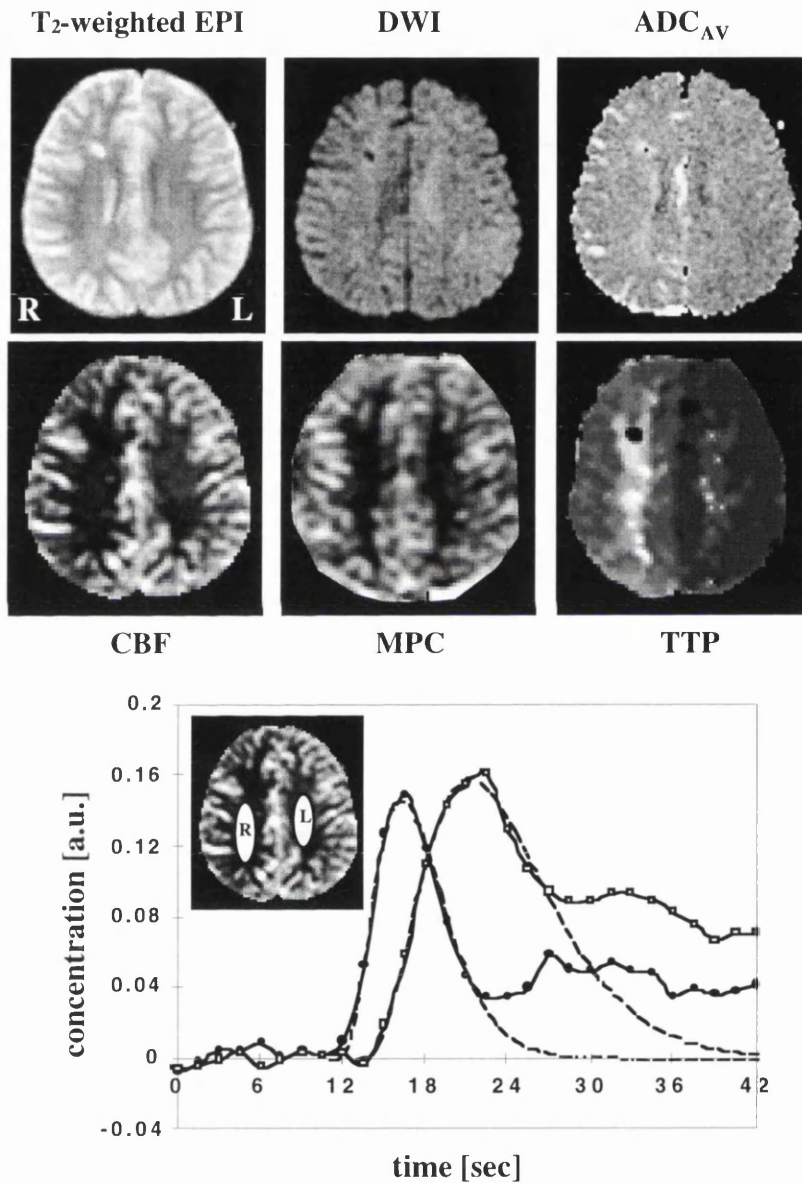 T2-weighted EPI DWI ADCAV
R L
CBF MPC TTP
0.2
0.16
0.12
0.08
0.04
0
-0.04
concentration [a.u.]
R L
0 6 12 18 24 30 36 42
time [sec]